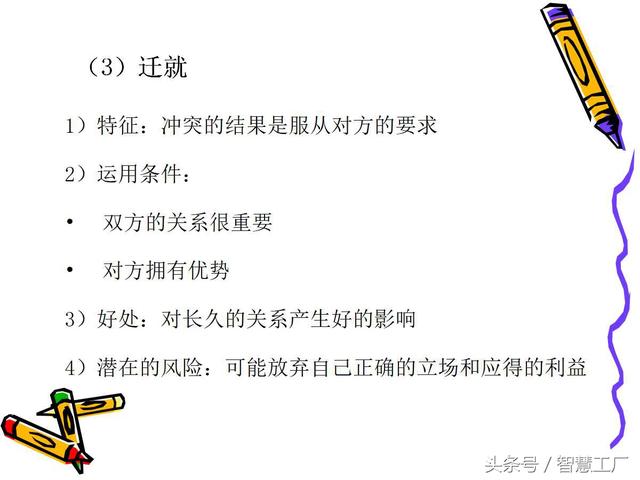 （3）迁就
1）特征：冲突的结果是服从对方的要求
2）运用条件：
• 双方的关系很重要
• 对方拥有优势
3）好处：对长久的关系产生好的影响
4）潜在的风险：可能放弃自己正确的立场和应得的利益
头条号／智慧工厂